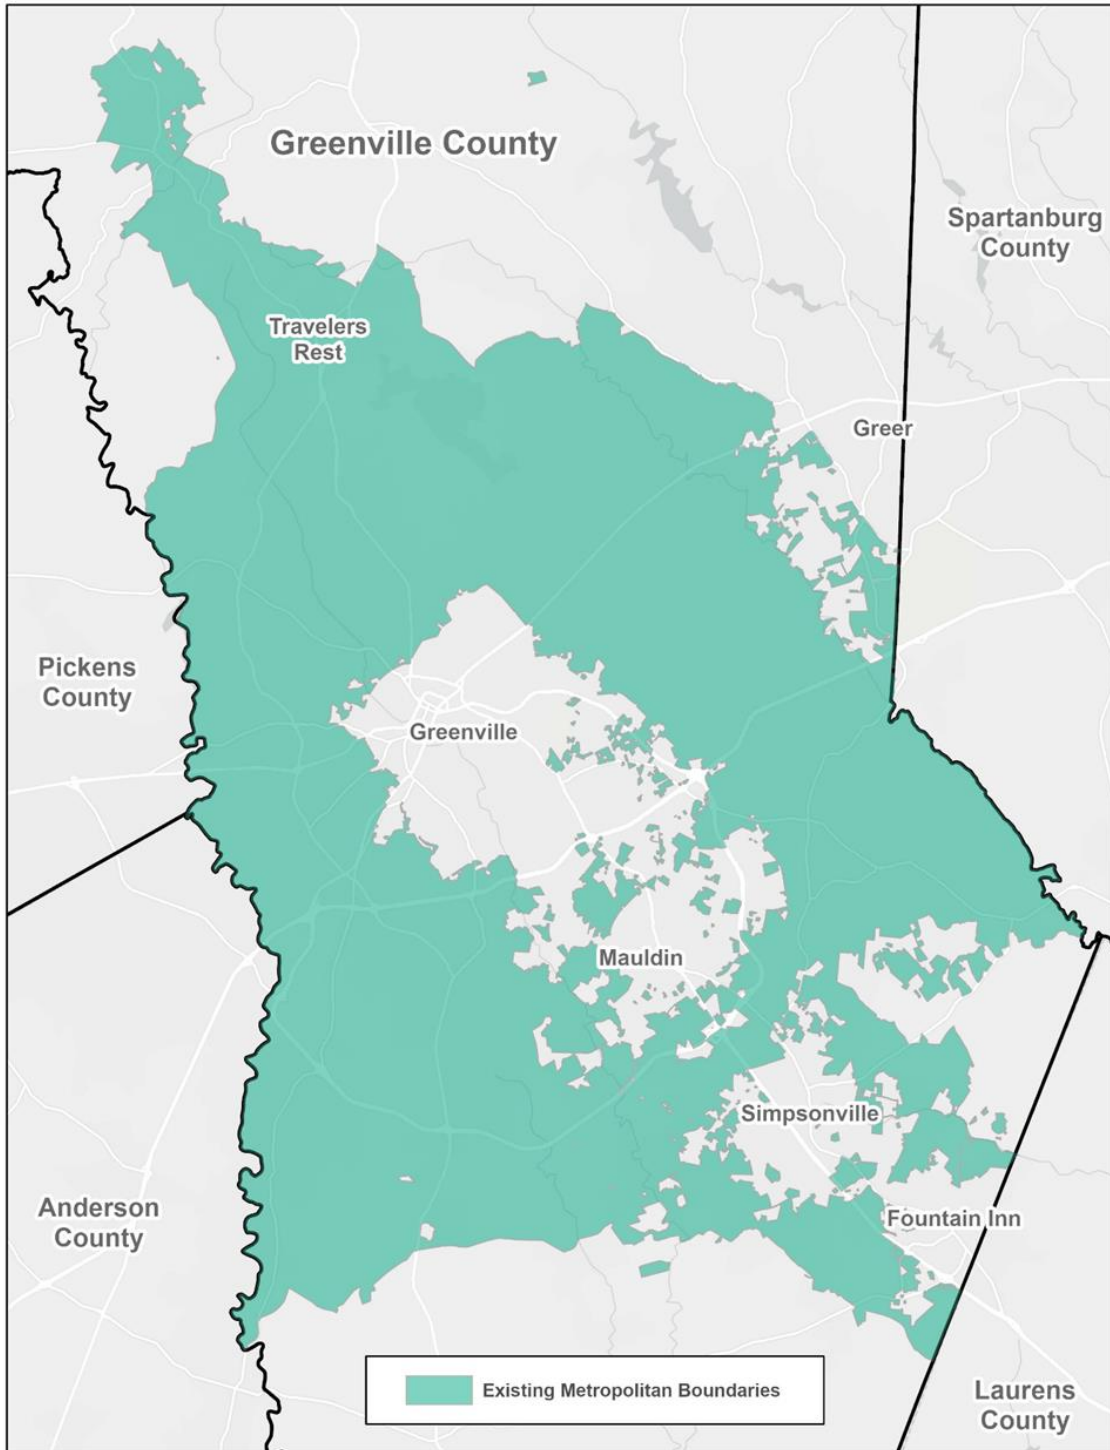 Greenville County
Spartanburg
County
Travelers
Rest
Greer
Pickens
County
Greenville
Mauldin
Simpsonville
Anderson
County
Fountain Inn
Existing Metropolitan Boundaries
Laurens
County